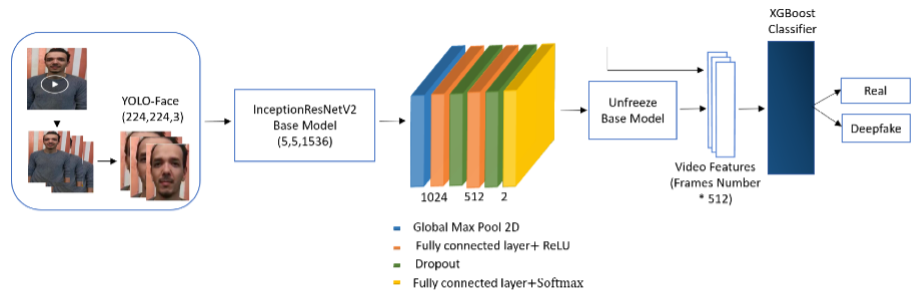 YOLO-Face
(224,224,3)
InceptionResNetV2
Base Model
(5,5,1536)
1024
512
2
Global Max Pool 2D
Fully connected layer+ ReLU
Dropout
Fully connected layer+Softmax
Unfreeze
Base Model
Video Features
(Frames Number
* 512)
XGBoost
Classifier
Real
Deepfake